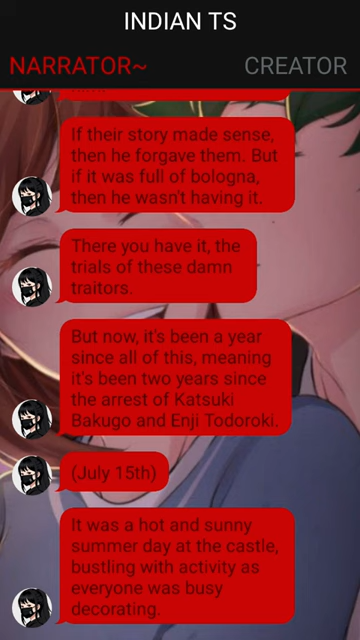 INDIAN TS
NARRATOR~
CREATOR
If their story made sense,
then he forgave them. But
if it was full of bologna,
then he wasn't having it.
There you have it, the
trials of these damn
traitors.
But now, it's been a year
since all of this, meaning
it's been two years since
the arrest of Katsuki
Bakugo and Enji Todoroki.
(July 15th)
It was a hot and sunny
summer day at the castle,
bustling with activity as
everyone was busy
decorating.